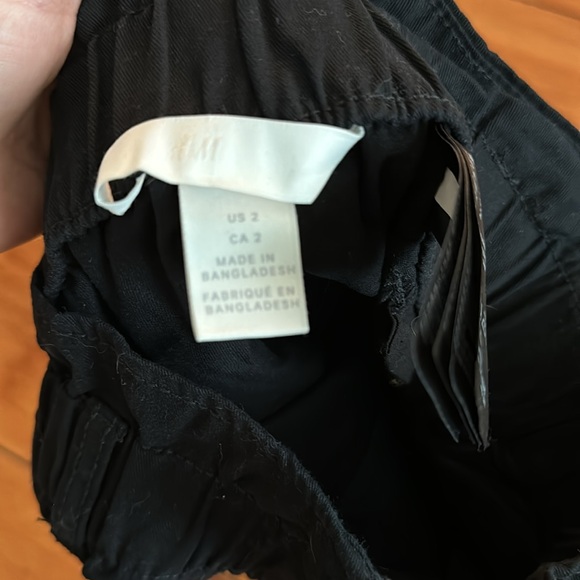 H&M
US 2
CA 2
MADE IN
BANGLADESH
FABRIQUÉ EN
BANGLADESH